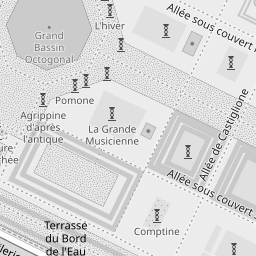 L'hiver
Allée sous couvert
Grand
Bassin
Octogonal
Pomone
Agrippine
d'après
l'antique
La Grande
Musicienne
Allée de Castiglione
Allée sous couvert
Comptine
Terrasse
du Bord
de l'Eau